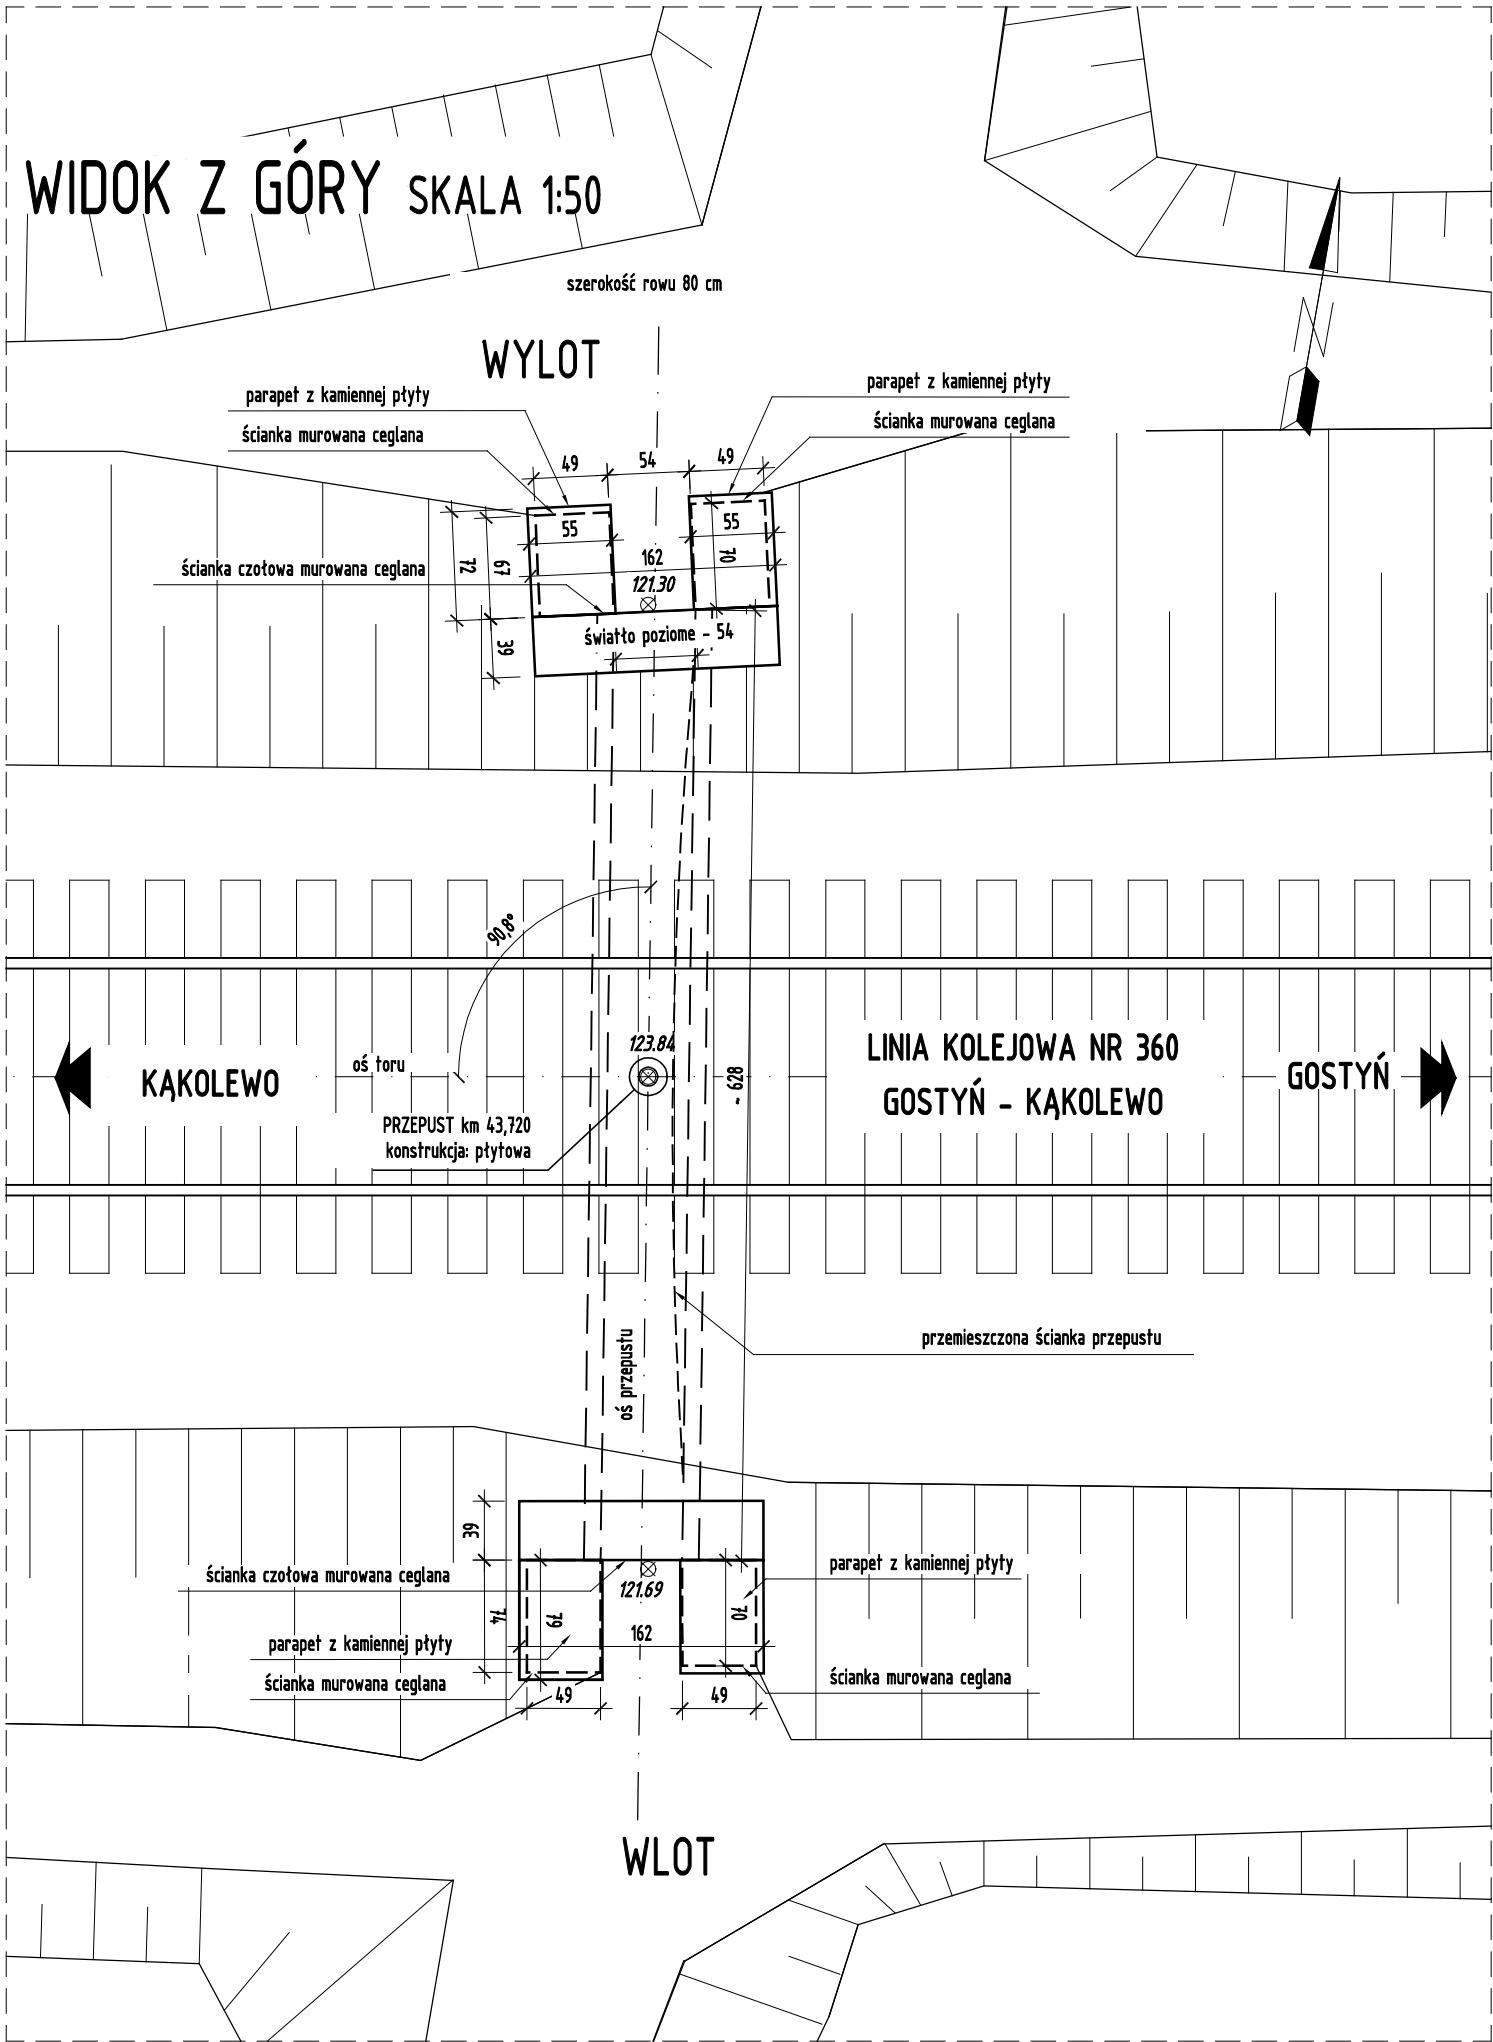 WIDOK Z GÓRY SKALA 1:50
szerokość rowu 80 cm
WYLOT
parapet z kamiennej płyty
ścianka murowana ceglana
parapet z kamiennej płyty
ścianka murowana ceglana
N
49
54
49
55
55
70
162
72
67
39
ścianka czołowa murowana ceglana
121.30
światło poziome - 54
90,8°
123.84
oś toru
KĄKOLEWO
LINIA KOLEJOWA NR 360
GOSTYŃ - KĄKOLEWO
GOSTYŃ
~ 628
PRZEPUST km 43,720
konstrukcja: płytowa
przemieszczona ścianka przepustu
oś przepustu
39
ścianka czołowa murowana ceglana
121.69
parapet z kamiennej płyty
74
79
70
162
parapet z kamiennej płyty
ścianka murowana ceglana
ścianka murowana ceglana
49
49
WLOT